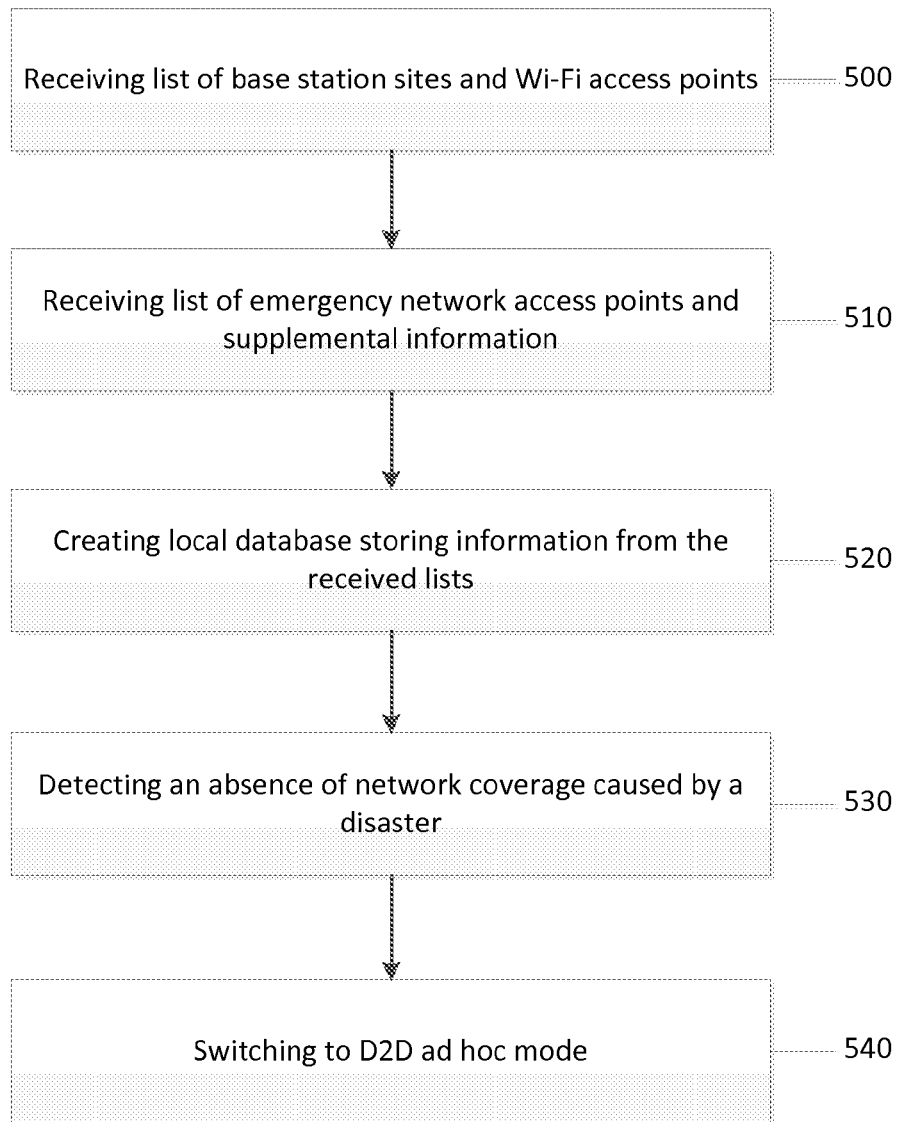 Receiving list of base station sites and Wi-Fi access points
500
Receiving list of emergency network access points and
supplemental information
510
Creating local database storing information from the
received lists
520
Detecting an absence of network coverage caused by a
disaster
530
Switching to D2D ad hoc mode
540